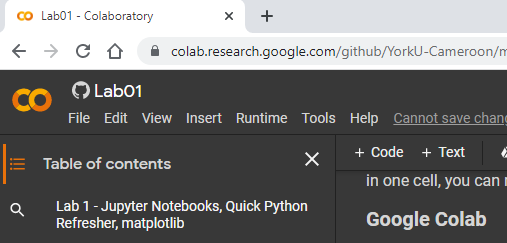 Lab01 - Colaboratory
colab.research.google.com/github/YorkU-Cameroon/m
Lab01
File Edit View Insert Runtime Tools Help Cannot save chang
Table of contents
+ Code + Text
in one cell, you can r
Lab 1 - Jupyter Notebooks, Quick Python
Refresher, matplotlib
Google Colab